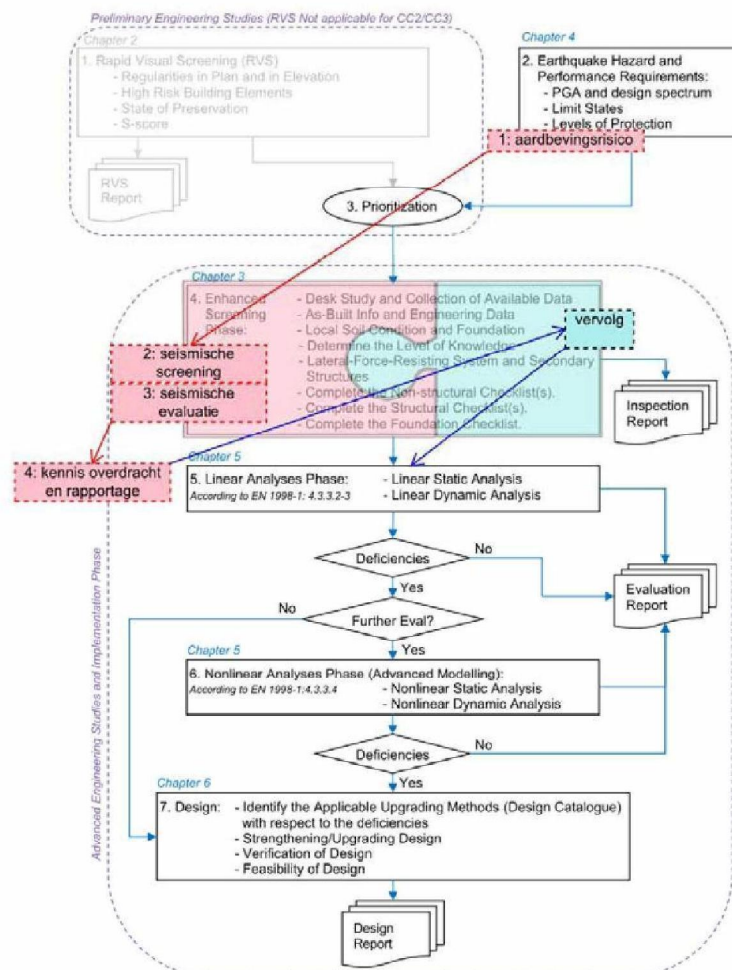 Preliminary Engineering Studies (RVS Not applicable for CC2/CC3)
Chapter 2
1. Rapid Visual Screening (RVS)
- Regularities in Plan and in Elevation
- High Risk Building Elements
- State of Preservation
- S-score
RVS
Report
Chapter 4
2. Earthquake Hazard and
Performance Requirements:
- PGA and design spectrum
- Limit States
- Levels of Protection
1: aardbevingsrisico
3. Prioritization
Chapter 3
4. Enhanced
Screening
Phase:
- Desk Study and Collection of Available Data
- As-Built Info and Engineering Data
- Local Soil Condition and Foundation
- Determine the Level of Knowledge
- Lateral-Force-Resisting System and Secondary
Structures
- Complete the Non-structural Checklist(s).
- Complete the Structural Checklist(s).
- Complete the Foundation Checklist.
vervolg
2: seismische
screening
3: seismische
evaluatie
4: kennis overdracht
en rapportage
Inspection
Report
Chapter 5
5. Linear Analyses Phase:
According to EN 1998-1: 4.3.3.2-3
- Linear Static Analysis
- Linear Dynamic Analysis
Deficiencies
No
Yes
Evaluation
Report
No
Further Eval?
Yes
Chapter 5
6. Nonlinear Analyses Phase (Advanced Modelling):
According to EN 1998-1:4.3.3.4
- Nonlinear Static Analysis
- Nonlinear Dynamic Analysis
Deficiencies
No
Yes
Chapter 6
7. Design:
- Identify the Applicable Upgrading Methods (Design Catalogue)
with respect to the deficiencies
- Strengthening/Upgrading Design
- Verification of Design
- Feasibility of Design
Design
Report
Advanced Engineering Studies and Implementation Phase